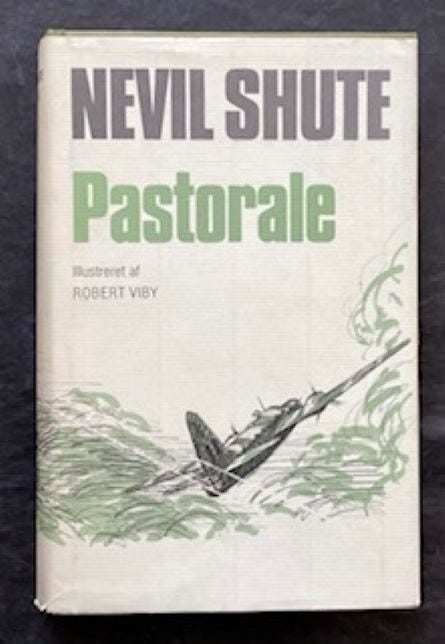 NEVIL SHUTE
Pastorale
Illustreret af
ROBERT VIBY